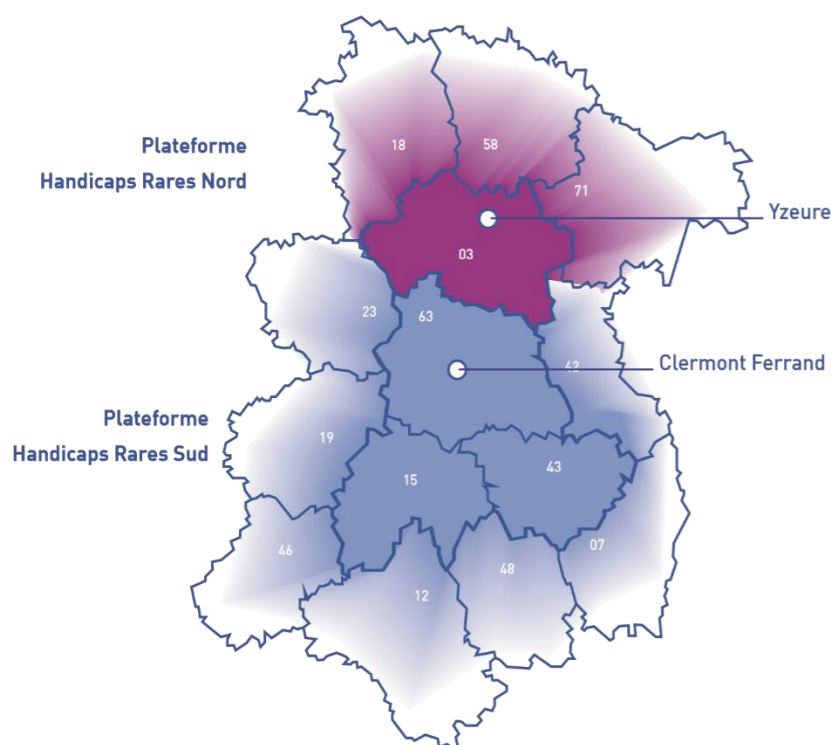 18
58
Plateforme
Handicaps Rares Nord
71
Yzeure
03
23
63
Clermont Ferrand
42
Plateforme
Handicaps Rares Sud
19
43
15
46
07
48
12